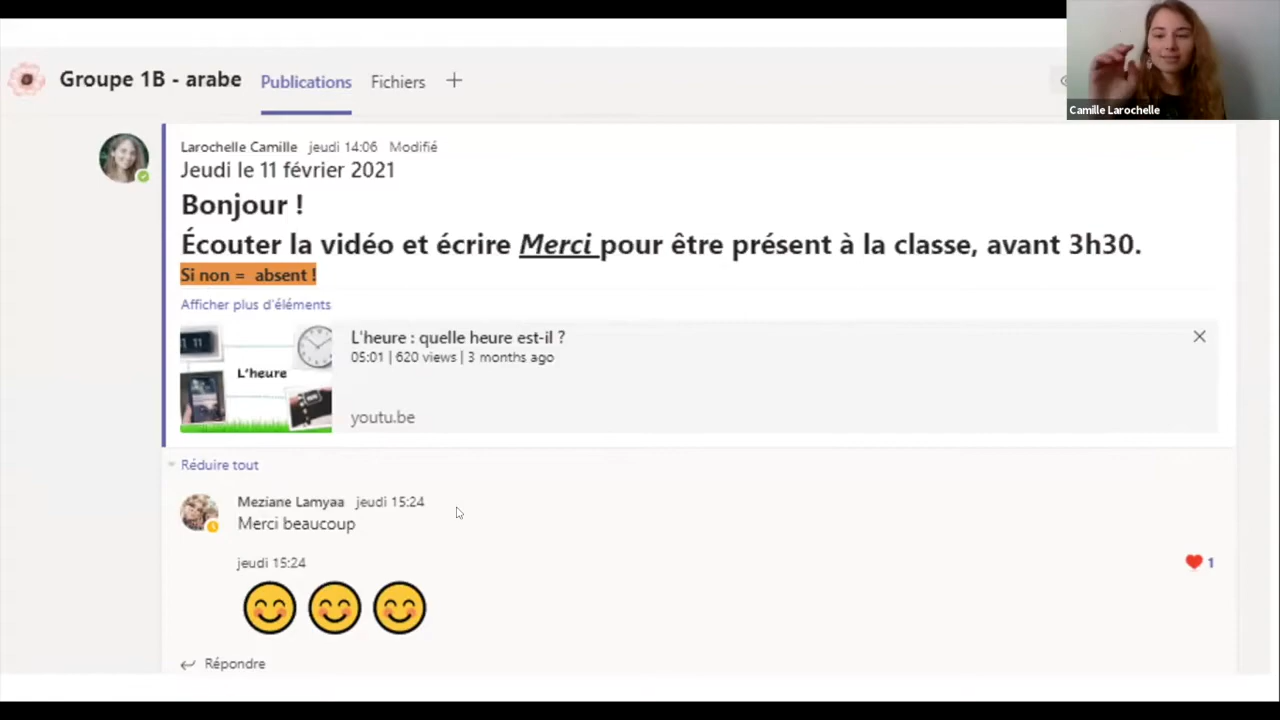 Groupe 1B - arabe Publications Fichiers
Camille Larochelle
Larochelle Camille jeudi 14:06 Modifié
Jeudi le 11 février 2021
Bonjour !
Écouter la vidéo et écrire Merci pour être présent à la classe, avant 3h30.
Si non = absent !
Afficher plus d'éléments
L'heure : quelle heure est-il ?
05:01 | 620 views | 3 months ago
L'heure
youtu.be
Réduire tout
Meziane Lamyaa jeudi 15:24
Merci beaucoup
jeudi 15:24
1
Répondre